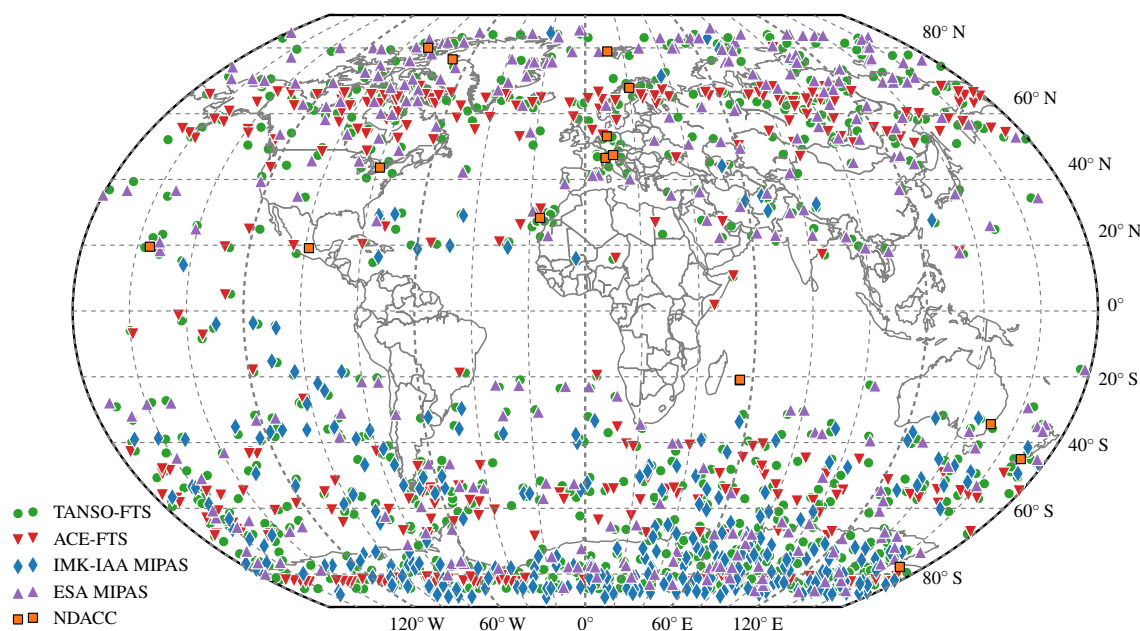 80° N
60° N
40° N
20° N
0°
20° S
40° S
60° S
80° S
TANSO-FTS
ACE-FTS
IMK-IAA MIPAS
ESA MIPAS
NDACC
120° W 60° W 0° 60° E 120° E